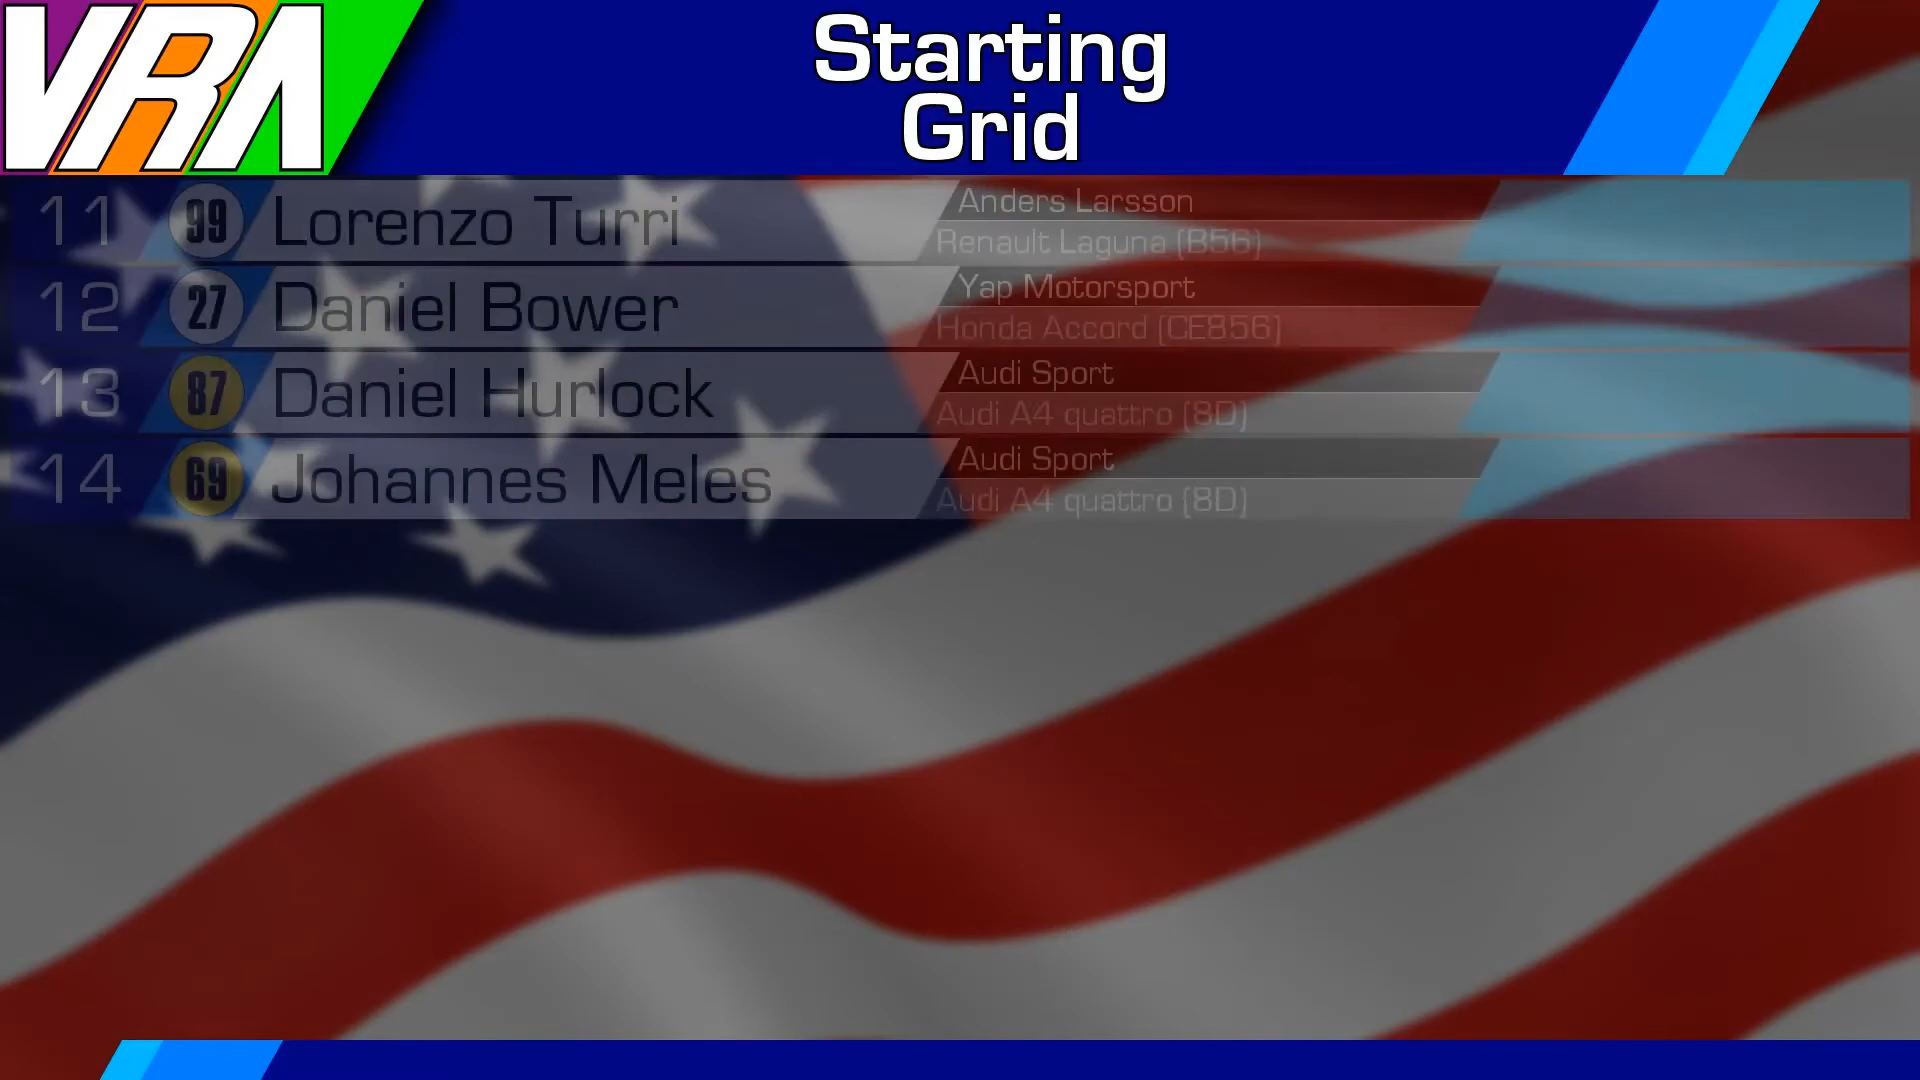 VRA
Starting
Grid
11 99 Lorenzo Turri Anders Larsson
Renault Laguna (B56)
12 27 Daniel Bower Yap Motorsport
Honda Accord (CE856)
13 87 Daniel Hurlock Audi Sport
Audi A4 quattro (8D)
14 69 Johannes Meles Audi Sport
Audi A4 quattro (8D)